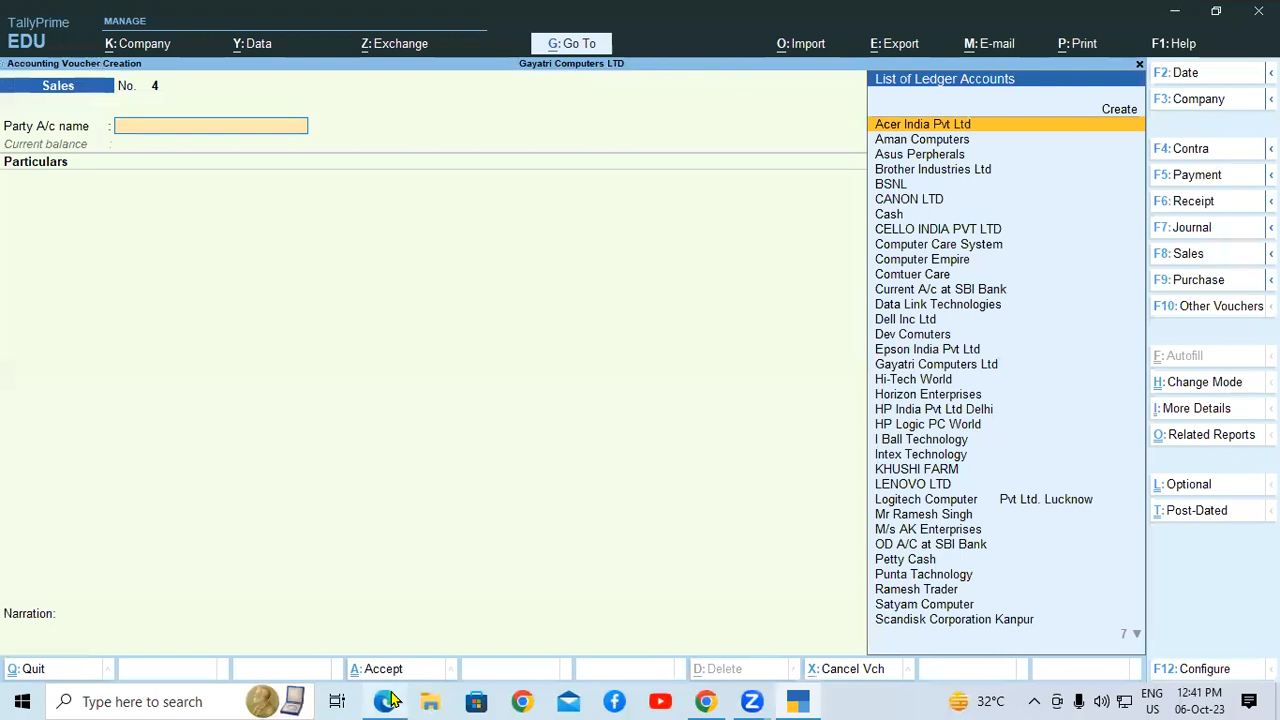 TallyPrime
EDU
MANAGE
K: Company
Y: Data
Z: Exchange
G: Go To
O: Import
E: Export
M: E-mail
P: Print
F1: Help
Accounting Voucher Creation
Gayatri Computers LTD
Sales
No. 4
Party A/c name :
Current balance :
Particulars
Narration:
List of Ledger Accounts
Create
Acer India Pvt Ltd
Aman Computers
Asus Perpherals
Brother Industries Ltd
BSNL
CANON LTD
Cash
CELLO INDIA PVT LTD
Computer Care System
Computer Empire
Comtuer Care
Current A/c at SBI Bank
Data Link Technologies
Dell Inc Ltd
Dev Comuters
Epson India Pvt Ltd
Gayatri Computers Ltd
Hi-Tech World
Horizon Enterprises
HP India Pvt Ltd Delhi
HP Logic PC World
I Ball Technology
Intex Technology
KHUSHI FARM
LENOVO LTD
Logitech Computer Pvt Ltd. Lucknow
Mr Ramesh Singh
M/s AK Enterprises
OD A/C at SBI Bank
Petty Cash
Punta Tachnology
Ramesh Trader
Satyam Computer
Scandisk Corporation Kanpur
7
F2: Date
F3: Company
F4: Contra
F5: Payment
F6: Receipt
F7: Journal
F8: Sales
F9: Purchase
F10: Other Vouchers
F: Autofill
H: Change Mode
I: More Details
O: Related Reports
L: Optional
T: Post-Dated
Q: Quit
A: Accept
D: Delete
X: Cancel Vch
F12: Configure
Type here to search
32°C
ENG
US
12:41 PM
06-Oct-23